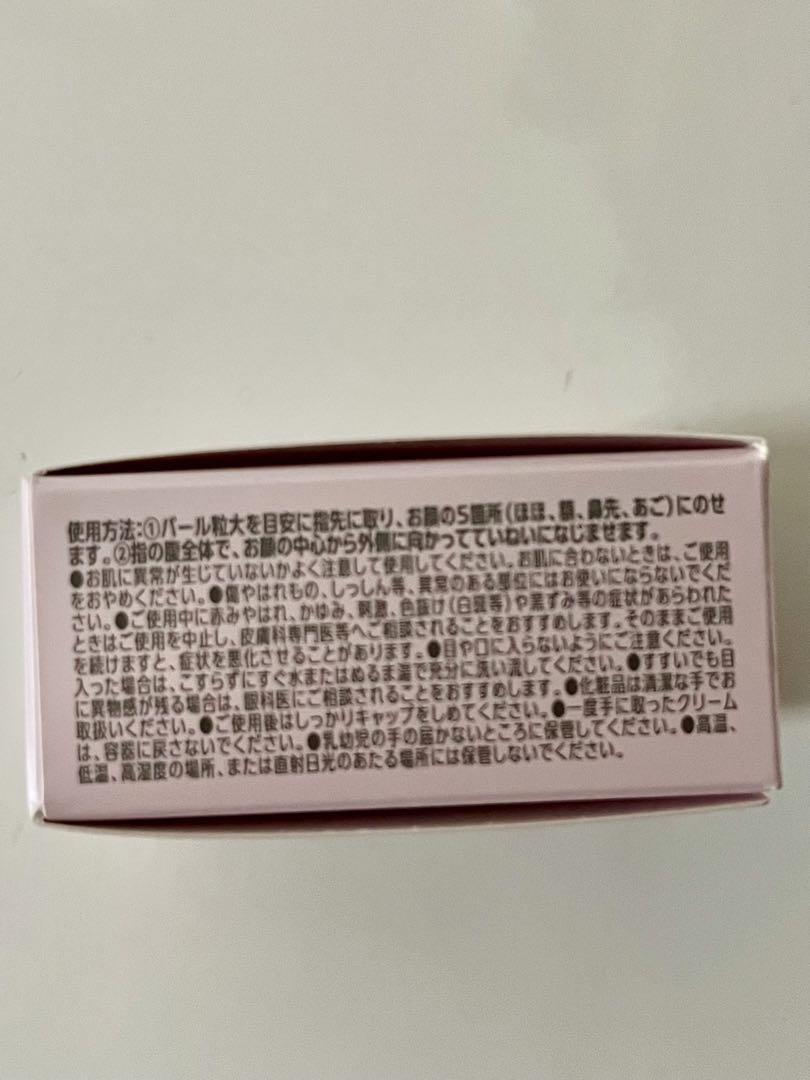 使用方法:①パール粒大を目安に指先に取り、お顔の5箇所(ほほ、額、鼻先、あご)にのせ
ます。②指の腹全体で、お顔の中心から外側に向かってていねいになじませます。
●お肌に異常が生じていないかよく注意して使用してください。お肌に合わないときは、ご使用
をおやめください。●傷やはれもの、しっしん等、異常のある部位にはお使いにならないでくだ
さい。●ご使用中に赤みやはれ、かゆみ、刺激、色抜け(白斑等)や黒ずみ等の症状があらわれた
ときはご使用を中止し、皮膚科専門医等へご相談されることをおすすめします。そのままご使用
を続けますと、症状を悪化させることがあります。●目や口に入らないようにご注意ください。
入った場合は、こすらずにすぐ水またはぬるま湯で充分に洗い流してください。●すすいでも目
に異物感が残る場合は、眼科医にご相談されることをおすすめします。●化粧品は清潔な手でお
取扱いください。●ご使用後はしっかりキャップをしめてください。●一度手に取ったクリーム
は、容器に戻さないでください。●乳幼児の手の届かないところに保管してください。●高温、
低温、高湿度の場所、または直射日光のあたる場所には保管しないでください。